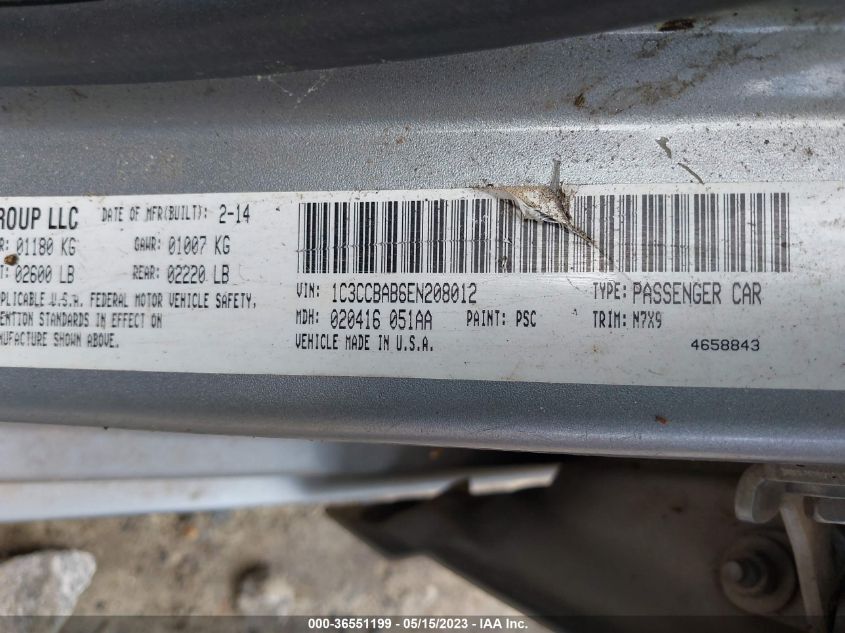 ROUP LLC DATE OF MFR(BUILT): 2-14
R: 01180 KG GAWR: 01007 KG
T: 02600 LB REAR: 02220 LB
PLICABLE U.S.A. FEDERAL MOTOR VEHICLE SAFETY,
ENTION STANDARDS IN EFFECT ON
NUFACTURE SHOWN ABOVE.
VIN: 1C3CCBAB6EN208012 TYPE: PASSENGER CAR
MDH: 020416 051AA PAINT: PSC TRIM: N7X9
VEHICLE MADE IN U.S.A. 4658843
000-36551199 - 05/15/2023 - IAA Inc.